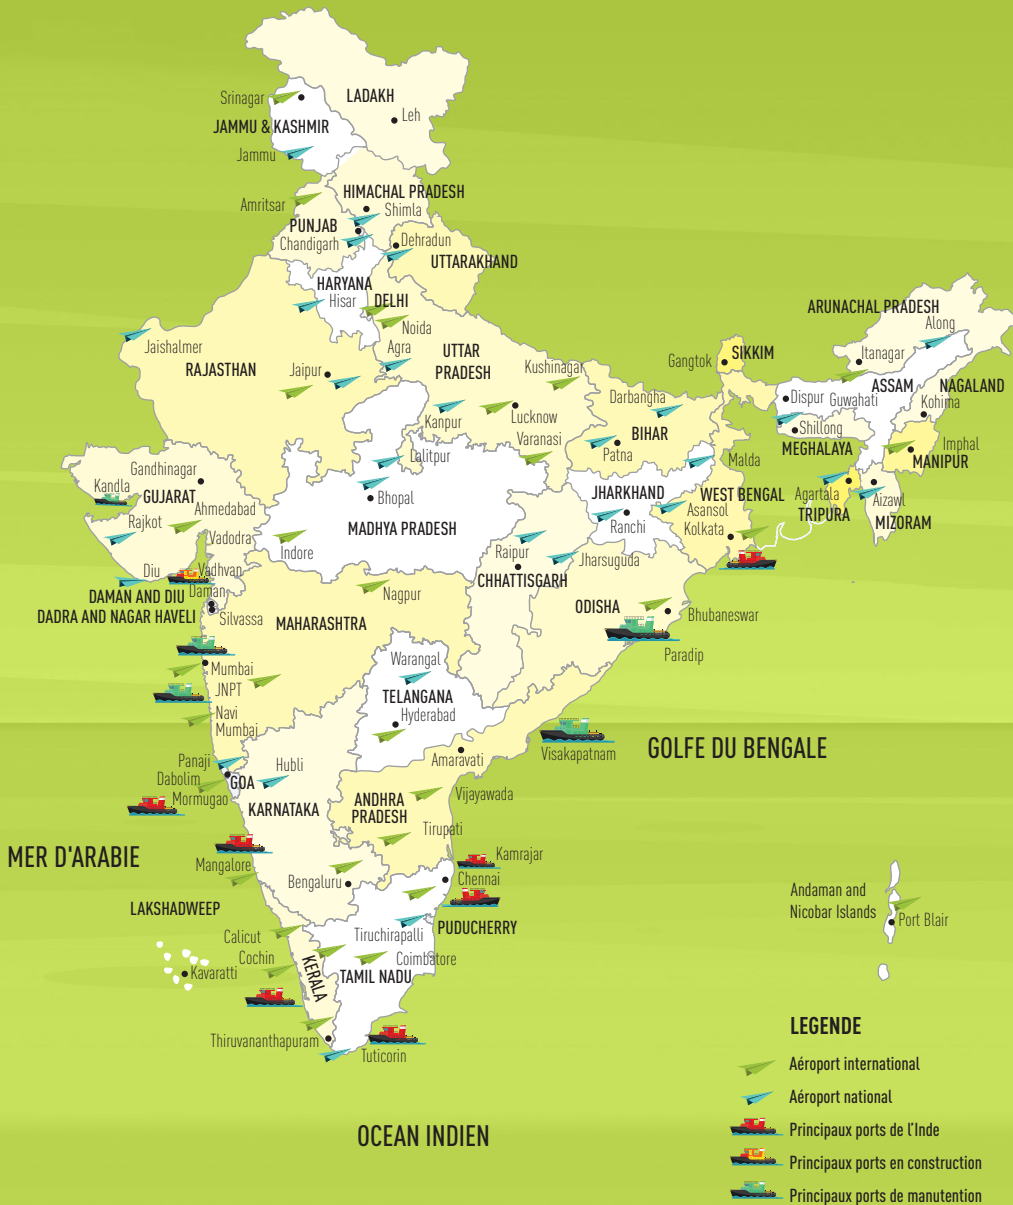 LADAKH
Srinagar
Leh
JAMMU & KASHMIR
Jammu
HIMACHAL PRADESH
Amritsar
Shimla
PUNJAB
Chandigarh
Dehradun
UTTARAKHAND
HARYANA
Hisar
DELHI
Noida
ARUNACHAL PRADESH
Along
Jaishalmer
Agra
UTTAR
PRADESH
Itanagar
SIKKIM
Gangtok
RAJASTHAN
Jaipur
Kushinagar
ASSAM
NAGALAND
Darbangha
Dispur
Guwahati
Kohima
Kanpur
Lucknow
Shillong
BIHAR
Varanasi
Patna
MEGHALAYA
Imphal
MANIPUR
Lalitpur
Malda
Gandhinagar
Kandla
GUJARAT
Bhopal
JHARKHAND
WEST BENGAL
Agartala
Aizawl
Ahmedabad
Asansol
TRIPURA
MIZORAM
Rajkot
MADHYA PRADESH
Ranchi
Kolkata
Vadodra
Indore
Raipur
Jharsuguda
Diu
Vadhvan
CHHATTISGARH
DAMAN AND DIU
Daman
Nagpur
DADRA AND NAGAR HAVELI
Silvassa
MAHARASHTRA
ODISHA
Bhubaneswar
Paradip
Mumbai
Warangal
JNPT
TELANGANA
Navi
Mumbai
Hyderabad
Visakapatnam
GOLFE DU BENGALE
Amaravati
Panaji
Hubli
Dabolim
GOA
Mormugao
KARNATAKA
ANDHRA
PRADESH
Vijayawada
Tirupati
MER D'ARABIE
Mangalore
Kamrajar
Bengaluru
Chennai
Andaman and
Nicobar Islands
Port Blair
LAKSHADWEEP
PUDUCHERRY
Calicut
Tiruchirapalli
Cochin
Coimbatore
Kavaratti
KERALA
TAMIL NADU
Thiruvananthapuram
Tuticorin
OCEAN INDIEN
LEGENDE
Aéroport international
Aéroport national
Principaux ports de l'Inde
Principaux ports en construction
Principaux ports de manutention